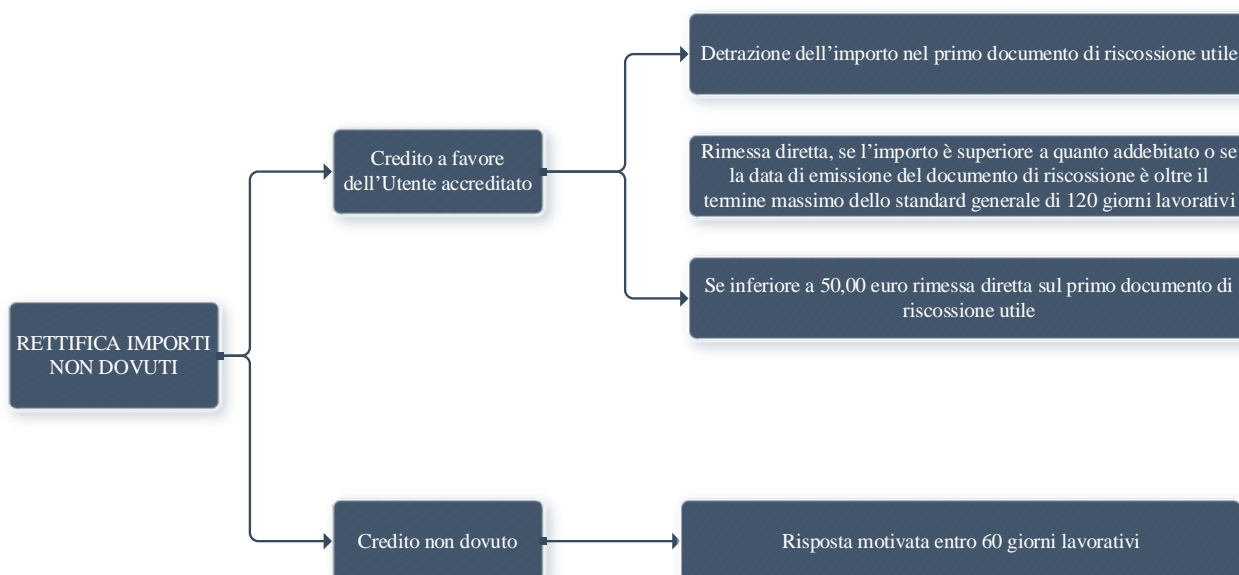 Detrazione dell’importo nel primo documento di riscossione utile
Credito a favore
dell’Utente accreditato
Rimessa diretta, se l’importo è superiore a quanto addebitato o se
la data di emissione del documento di riscossione è oltre il
termine massimo dello standard generale di 120 giorni lavorativi
Se inferiore a 50,00 euro rimessa diretta sul primo documento di
riscossione utile
RETTIFICA IMPORTI
NON DOVUTI
Credito non dovuto
Risposta motivata entro 60 giorni lavorativi